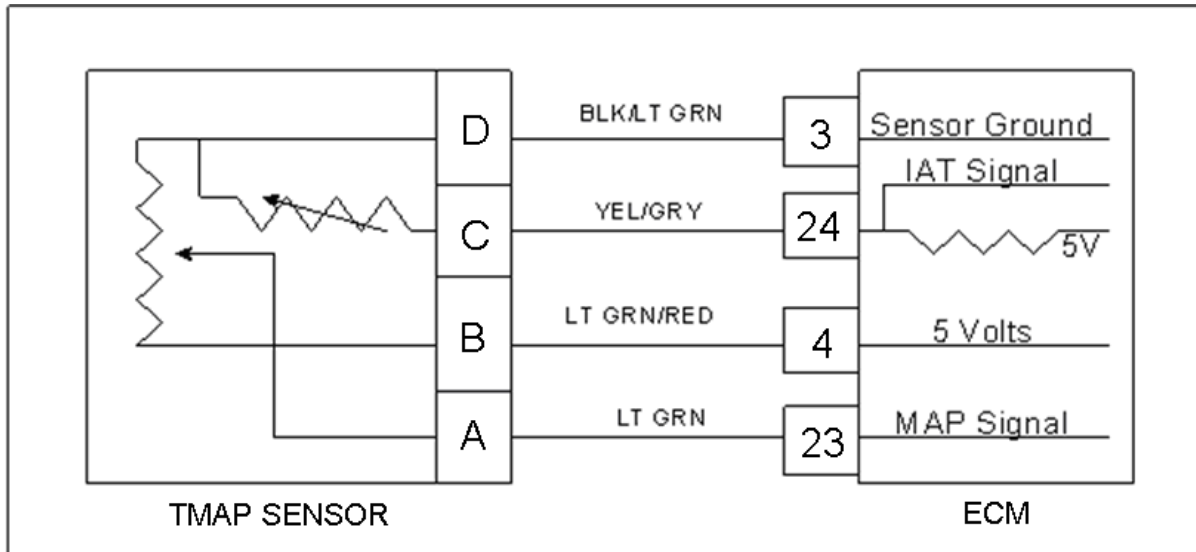 D
BLK/LT GRN
3
Sensor Ground
IAT Signal
C
YEL/GRY
24
5V
B
LT GRN/RED
4
5 Volts
A
LT GRN
23
MAP Signal
TMAP SENSOR
ECM